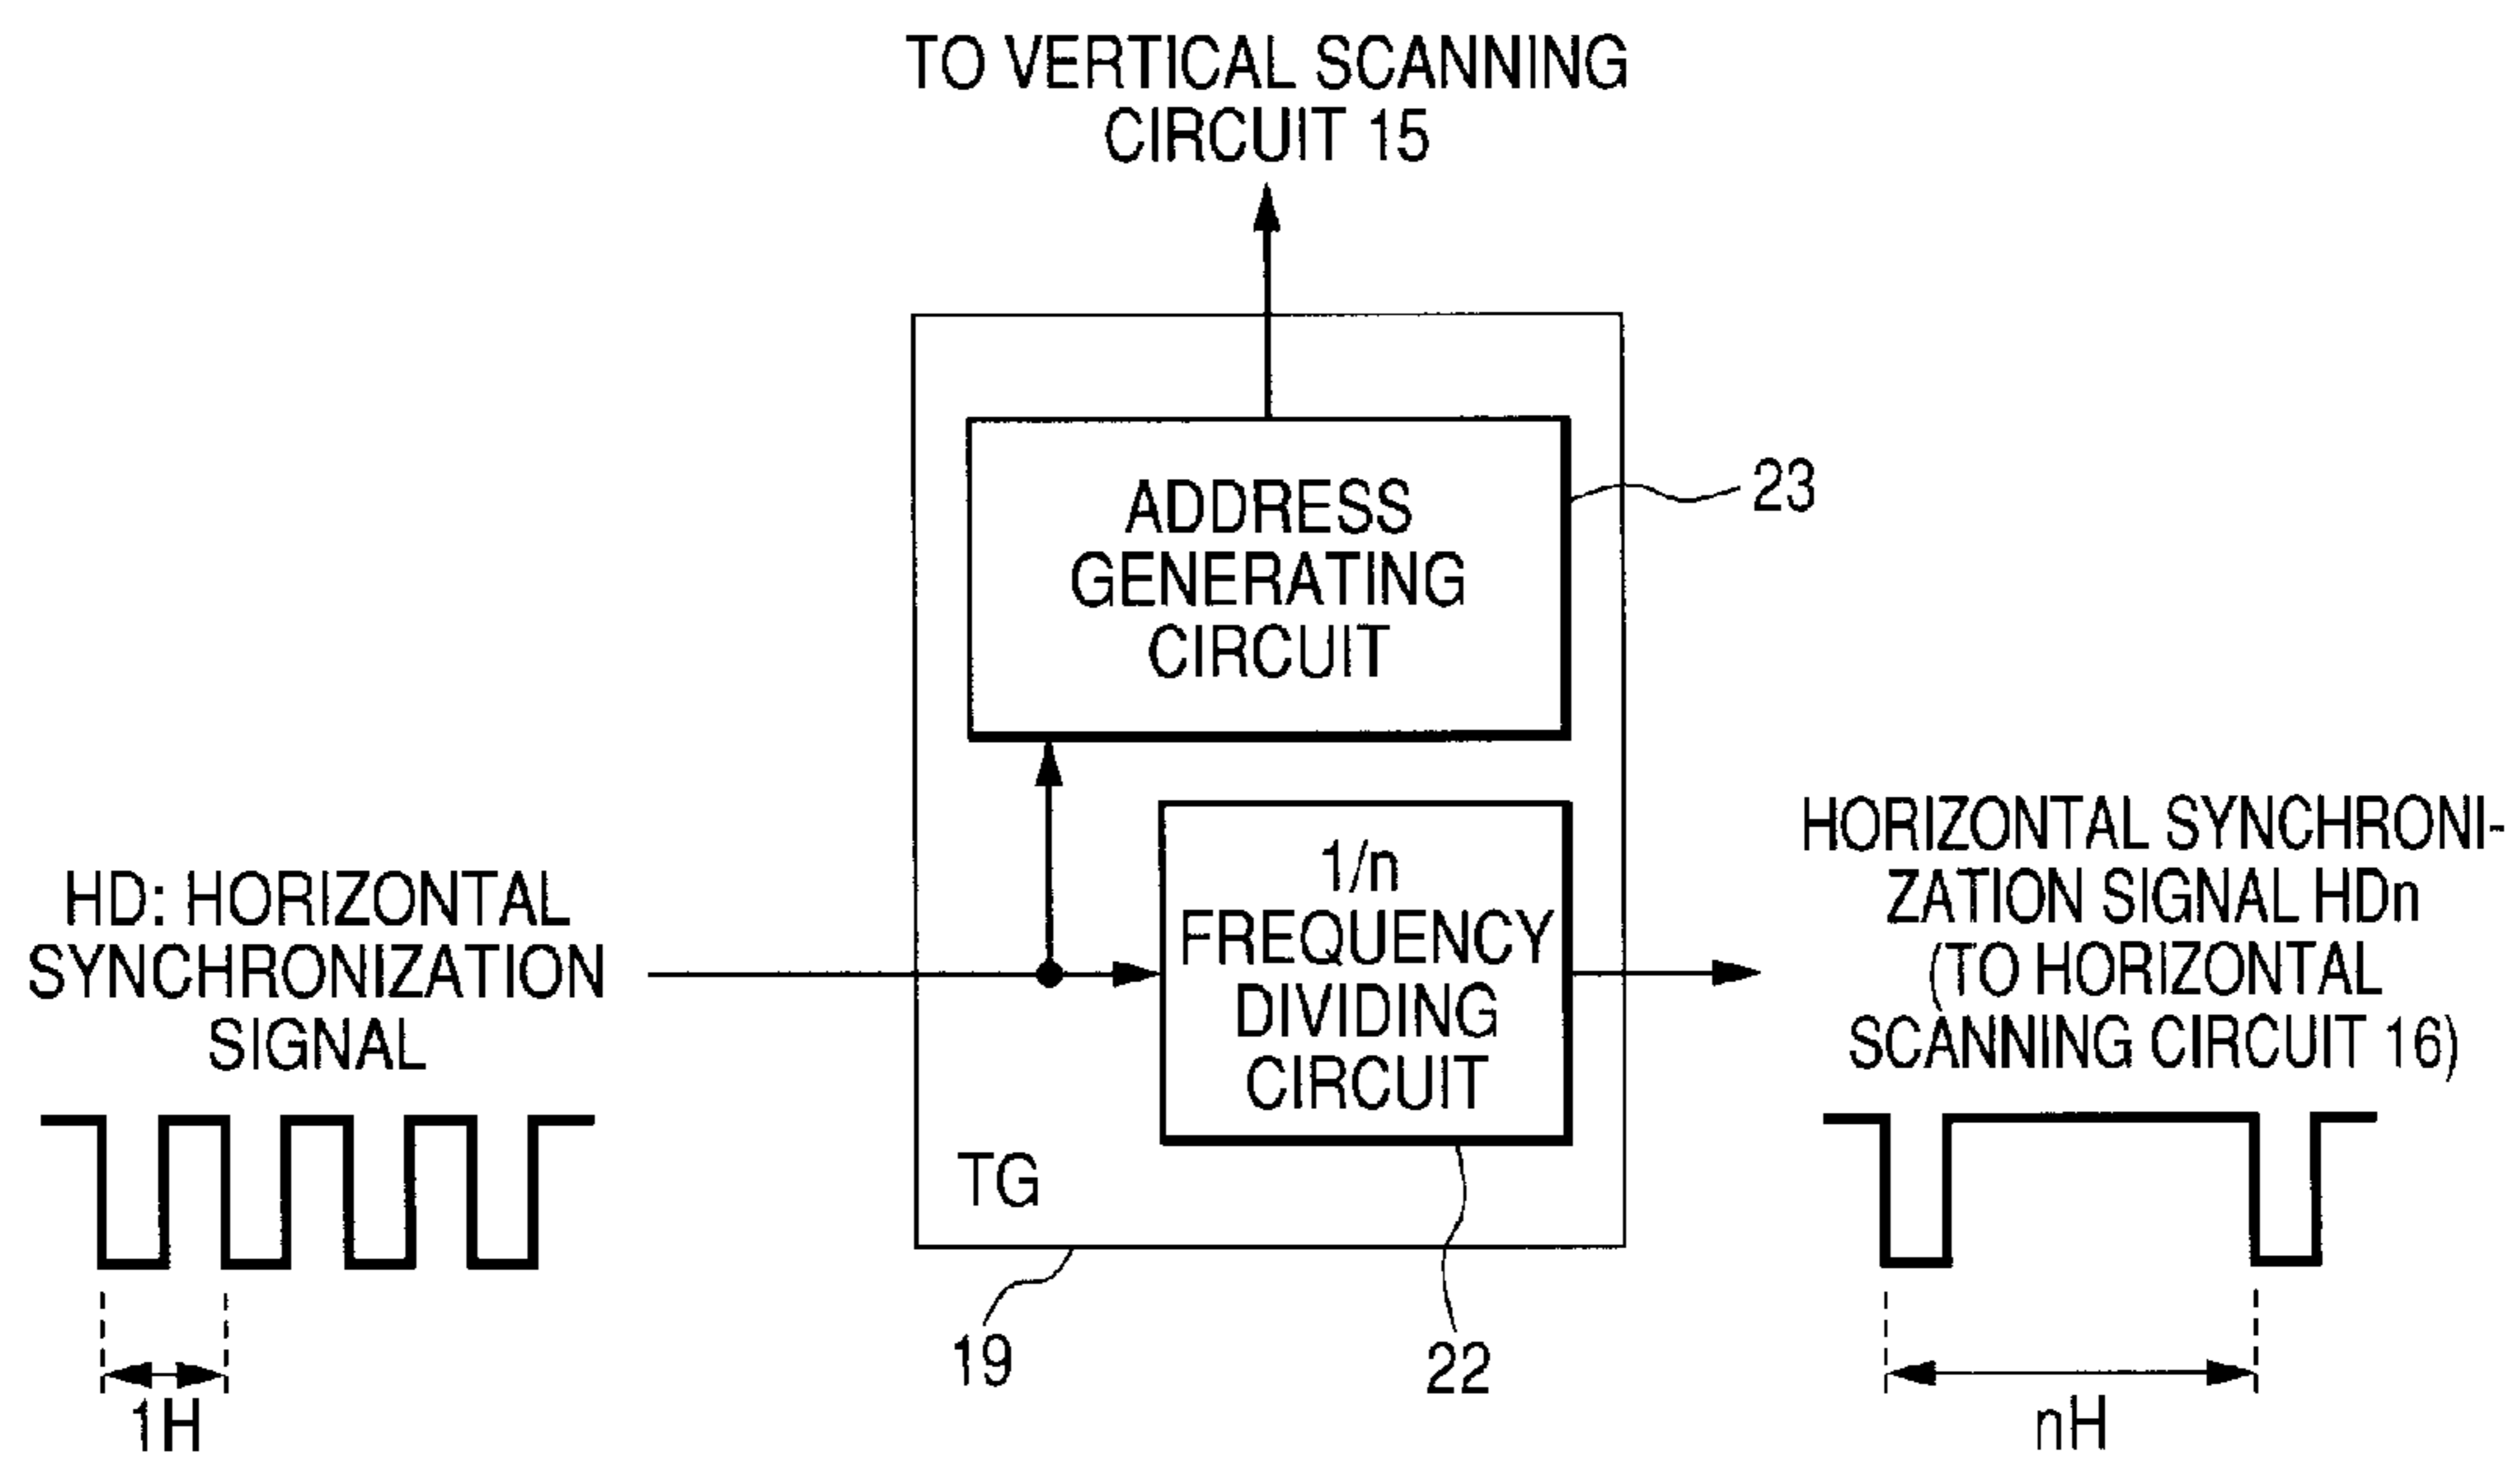 TO VERTICAL SCANNING
CIRCUIT 15
ADDRESS
GENERATING
CIRCUIT
23
HD: HORIZONTAL
SYNCHRONIZATION
SIGNAL
1/n
FREQUENCY
DIVIDING
CIRCUIT
HORIZONTAL SYNCHRONI-
ZATION SIGNAL HDn
(TO HORIZONTAL
SCANNING CIRCUIT 16)
TG
19
22
1H
nH